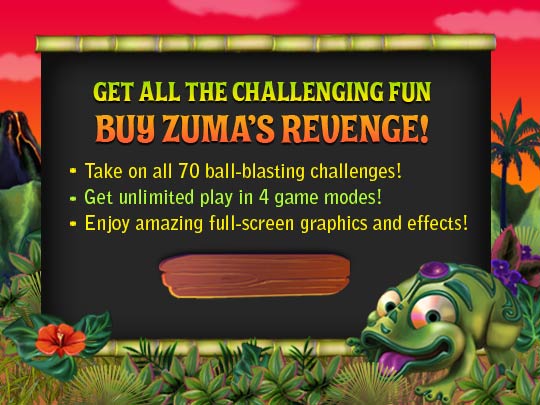 GET ALL THE CHALLENGING FUN
BUY ZUMA'S REVENGE!
• Take on all 70 ball-blasting challenges!
• Get unlimited play in 4 game modes!
• Enjoy amazing full-screen graphics and effects!